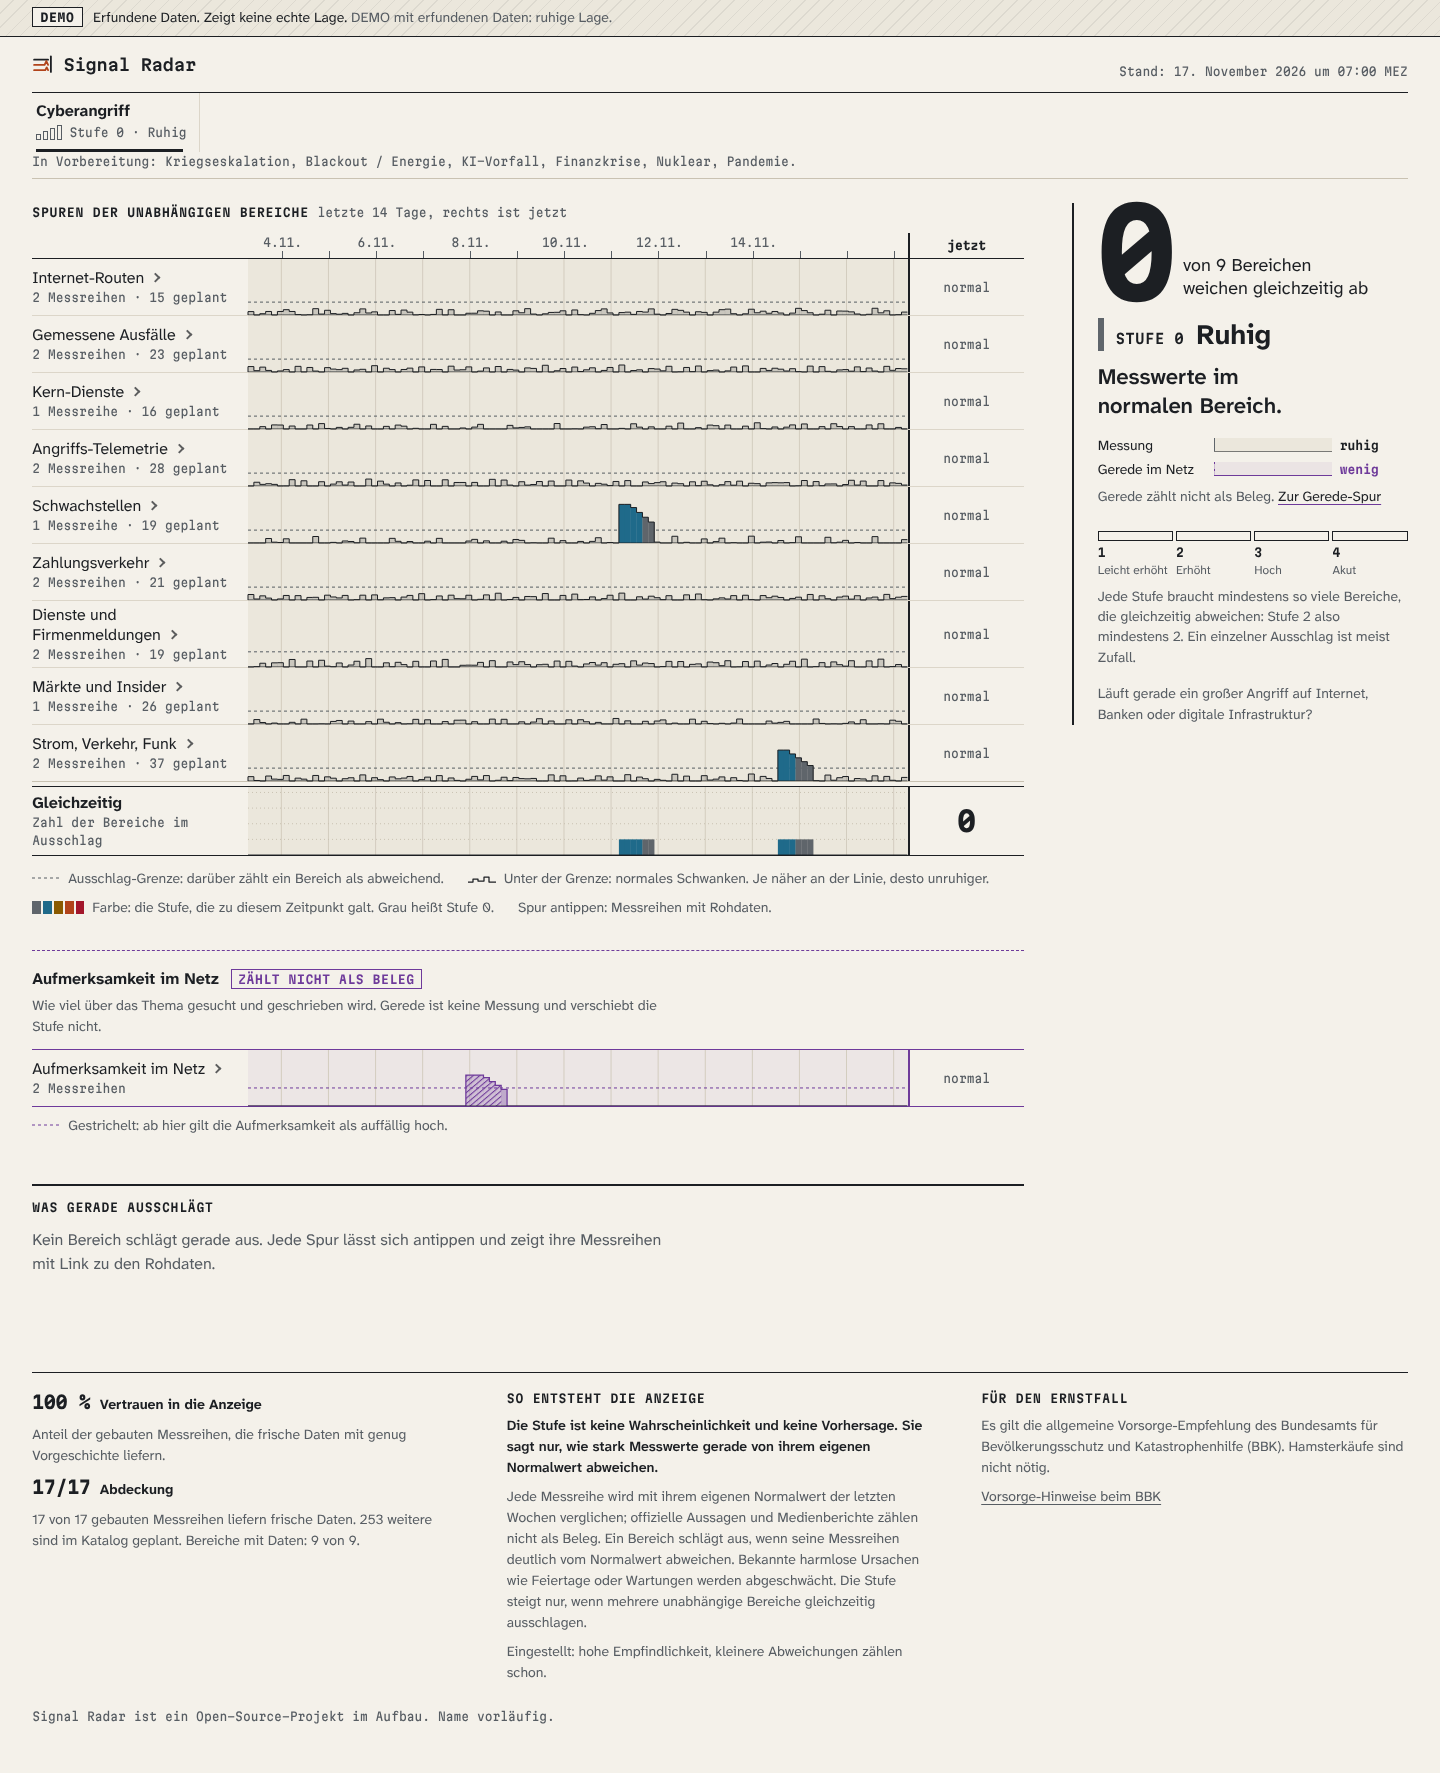 DEMO Erfundene Daten. Zeigt keine echte Lage. DEMO mit erfundenen Daten: ruhige Lage.
Signal Radar
Stand: 17. November 2026 um 07:00 MEZ
Cyberangriff
Stufe 0 · Ruhig
In Vorbereitung: Kriegseskalation, Blackout / Energie, KI-Vorfall, Finanzkrise, Nuklear, Pandemie.
SPUREN DER UNABHÄNGIGEN BEREICHE letzte 14 Tage, rechts ist jetzt
4.11. 6.11. 8.11. 10.11. 12.11. 14.11. jetzt
Internet-Routen
2 Messreihen · 15 geplant
normal
Gemessene Ausfälle
2 Messreihen · 23 geplant
normal
Kern-Dienste
1 Messreihe · 16 geplant
normal
Angriffs-Telemetrie
2 Messreihen · 28 geplant
normal
Schwachstellen
1 Messreihe · 19 geplant
normal
Zahlungsverkehr
2 Messreihen · 21 geplant
normal
Dienste und
Firmenmeldungen
2 Messreihen · 19 geplant
normal
Märkte und Insider
1 Messreihe · 26 geplant
normal
Strom, Verkehr, Funk
2 Messreihen · 37 geplant
normal
Gleichzeitig
Zahl der Bereiche im
Ausschlag
0
Ausschlag-Grenze: darüber zählt ein Bereich als abweichend.
Unter der Grenze: normales Schwanken. Je näher an der Linie, desto unruhiger.
Farbe: die Stufe, die zu diesem Zeitpunkt galt. Grau heißt Stufe 0.
Spur antippen: Messreihen mit Rohdaten.
0 von 9 Bereichen
weichen gleichzeitig ab
STUFE 0 Ruhig
Messwerte im
normalen Bereich.
Messung ruhig
Gerede im Netz wenig
Gerede zählt nicht als Beleg. Zur Gerede-Spur
1 2 3 4
Leicht erhöht Erhöht Hoch Akut
Jede Stufe braucht mindestens so viele Bereiche,
die gleichzeitig abweichen: Stufe 2 also
mindestens 2. Ein einzelner Ausschlag ist meist
Zufall.
Läuft gerade ein großer Angriff auf Internet,
Banken oder digitale Infrastruktur?
Aufmerksamkeit im Netz ZÄHLT NICHT ALS BELEG
Wie viel über das Thema gesucht und geschrieben wird. Gerede ist keine Messung und verschiebt die
Stufe nicht.
Aufmerksamkeit im Netz
2 Messreihen
normal
Gestrichelt: ab hier gilt die Aufmerksamkeit als auffällig hoch.
WAS GERADE AUSSCHLÄGT
Kein Bereich schlägt gerade aus. Jede Spur lässt sich antippen und zeigt ihre Messreihen
mit Link zu den Rohdaten.
100 % Vertrauen in die Anzeige
Anteil der gebauten Messreihen, die frische Daten mit genug
Vorgeschichte liefern.
17/17 Abdeckung
17 von 17 gebauten Messreihen liefern frische Daten. 253 weitere
sind im Katalog geplant. Bereiche mit Daten: 9 von 9.
SO ENTSTEHT DIE ANZEIGE
Die Stufe ist keine Wahrscheinlichkeit und keine Vorhersage. Sie
sagt nur, wie stark Messwerte gerade von ihrem eigenen
Normalwert abweichen.
Jede Messreihe wird mit ihrem eigenen Normalwert der letzten
Wochen verglichen; offizielle Aussagen und Medienberichte zählen
nicht als Beleg. Ein Bereich schlägt aus, wenn seine Messreihen
deutlich vom Normalwert abweichen. Bekannte harmlose Ursachen
wie Feiertage oder Wartungen werden abgeschwächt. Die Stufe
steigt nur, wenn mehrere unabhängige Bereiche gleichzeitig
ausschlagen.
Eingestellt: hohe Empfindlichkeit, kleinere Abweichungen zählen
schon.
FÜR DEN ERNSTFALL
Es gilt die allgemeine Vorsorge-Empfehlung des Bundesamts für
Bevölkerungsschutz und Katastrophenhilfe (BBK). Hamsterkäufe sind
nicht nötig.
Vorsorge-Hinweise beim BBK
Signal Radar ist ein Open-Source-Projekt im Aufbau. Name vorläufig.